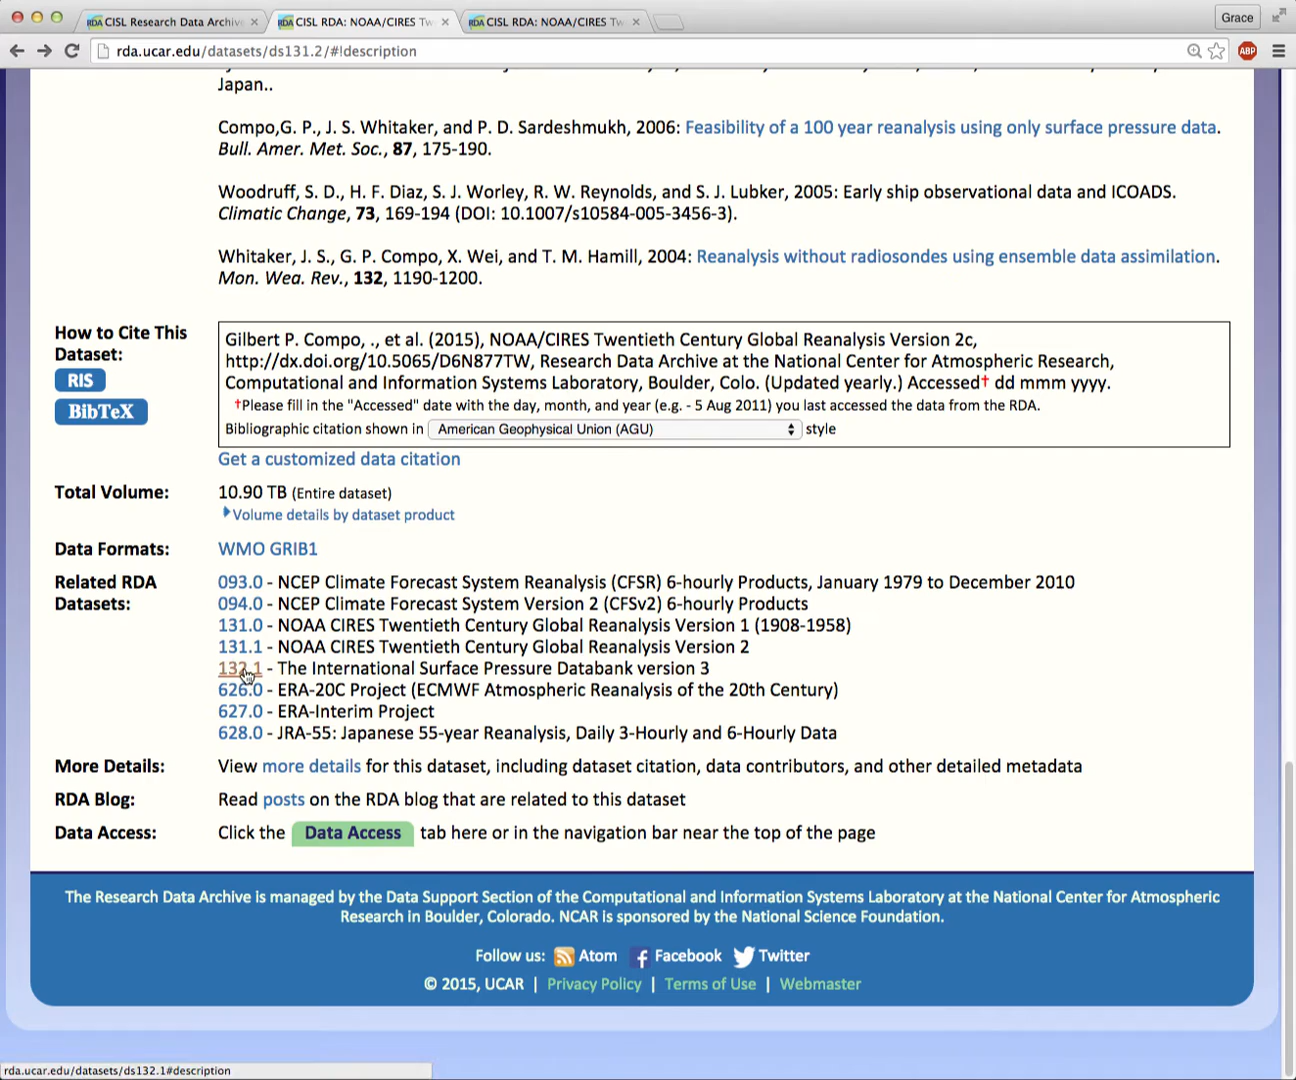 CISL Research Data Archiv
CISL RDA: NOAA/CIRES Tw
CISL RDA: NOAA/CIRES Tw
Grace
rda.ucar.edu/datasets/ds131.2/#!description
ABP
Japan..
Compo,G. P., J. S. Whitaker, and P. D. Sardeshmukh, 2006: Feasibility of a 100 year reanalysis using only surface pressure data.
Bull. Amer. Met. Soc., 87, 175-190.
Woodruff, S. D., H. F. Diaz, S. J. Worley, R. W. Reynolds, and S. J. Lubker, 2005: Early ship observational data and ICOADS.
Climatic Change, 73, 169-194 (DOI: 10.1007/s10584-005-3456-3).
Whitaker, J. S., G. P. Compo, X. Wei, and T. M. Hamill, 2004: Reanalysis without radiosondes using ensemble data assimilation.
Mon. Wea. Rev., 132, 1190-1200.
How to Cite This
Dataset:
RIS
BibTeX
Gilbert P. Compo, ., et al. (2015), NOAA/CIRES Twentieth Century Global Reanalysis Version 2c,
http://dx.doi.org/10.5065/D6N877TW, Research Data Archive at the National Center for Atmospheric Research,
Computational and Information Systems Laboratory, Boulder, Colo. (Updated yearly.) Accessed† dd mmm yyyy.
†Please fill in the "Accessed" date with the day, month, and year (e.g. - 5 Aug 2011) you last accessed the data from the RDA.
Bibliographic citation shown in American Geophysical Union (AGU) style
Get a customized data citation
Total Volume: 10.90 TB (Entire dataset)
Volume details by dataset product
Data Formats: WMO GRIB1
Related RDA
Datasets:
093.0 - NCEP Climate Forecast System Reanalysis (CFSR) 6-hourly Products, January 1979 to December 2010
094.0 - NCEP Climate Forecast System Version 2 (CFSv2) 6-hourly Products
131.0 - NOAA CIRES Twentieth Century Global Reanalysis Version 1 (1908-1958)
131.1 - NOAA CIRES Twentieth Century Global Reanalysis Version 2
132.1 - The International Surface Pressure Databank version 3
626.0 - ERA-20C Project (ECMWF Atmospheric Reanalysis of the 20th Century)
627.0 - ERA-Interim Project
628.0 - JRA-55: Japanese 55-year Reanalysis, Daily 3-Hourly and 6-Hourly Data
More Details: View more details for this dataset, including dataset citation, data contributors, and other detailed metadata
RDA Blog: Read posts on the RDA blog that are related to this dataset
Data Access: Click the Data Access tab here or in the navigation bar near the top of the page
The Research Data Archive is managed by the Data Support Section of the Computational and Information Systems Laboratory at the National Center for Atmospheric
Research in Boulder, Colorado. NCAR is sponsored by the National Science Foundation.
Follow us: Atom Facebook Twitter
© 2015, UCAR | Privacy Policy | Terms of Use | Webmaster
rda.ucar.edu/datasets/ds132.1#description